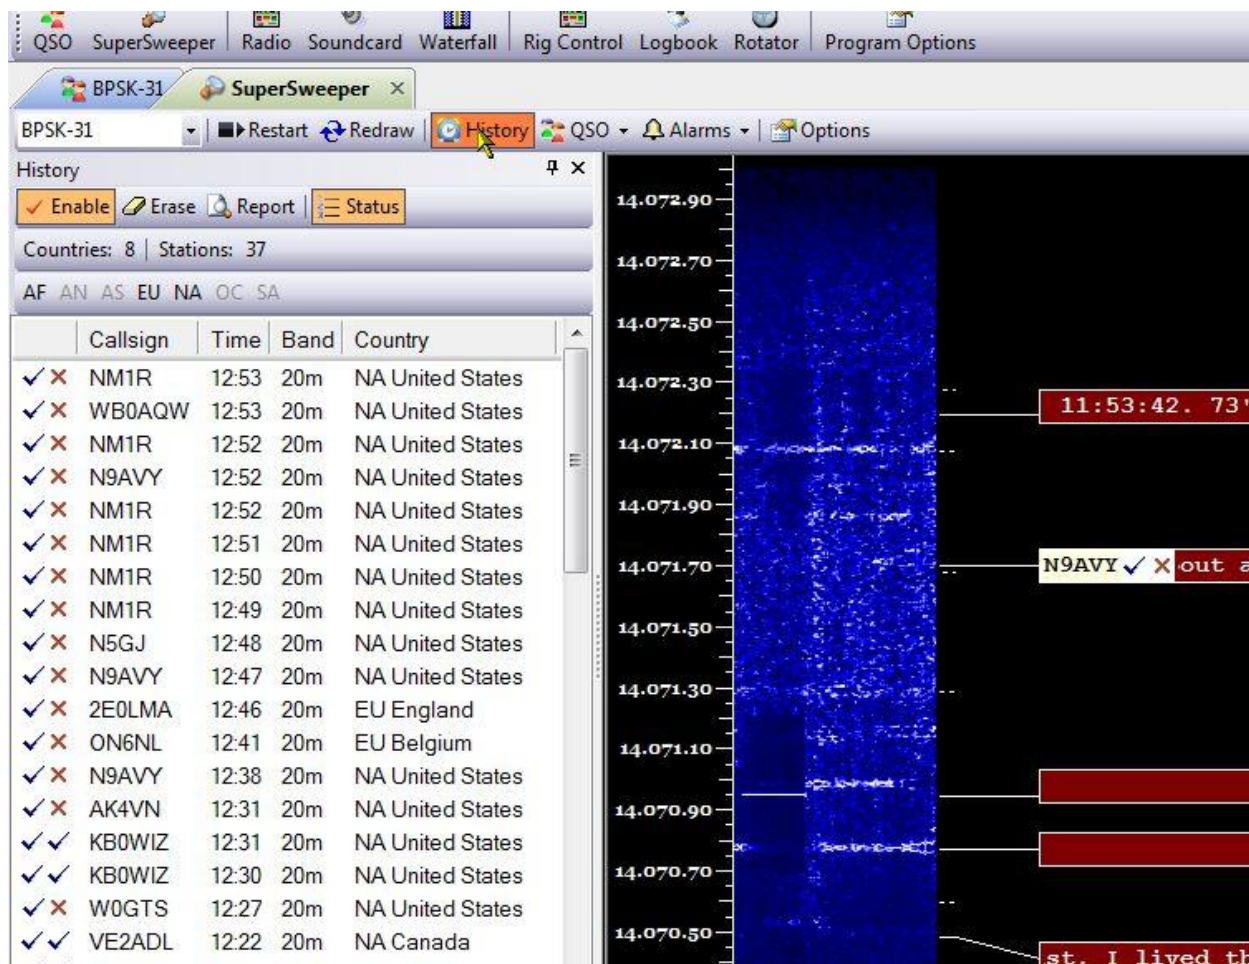 QSO SuperSweeper Radio Soundcard Waterfall Rig Control Logbook Rotator Program Options
BPSK-31 SuperSweeper
BPSK-31 Restart Redraw History QSO Alarms Options
History
Enable Erase Report Status
Countries: 8 Stations: 37
AF AN AS EU NA OC SA
Callsign Time Band Country
NM1R 12:53 20m NA United States
WB0AQW 12:53 20m NA United States
NM1R 12:52 20m NA United States
N9AVY 12:52 20m NA United States
NM1R 12:52 20m NA United States
NM1R 12:51 20m NA United States
NM1R 12:50 20m NA United States
NM1R 12:49 20m NA United States
N5GJ 12:48 20m NA United States
N9AVY 12:47 20m NA United States
2E0LMA 12:46 20m EU England
ON6NL 12:41 20m EU Belgium
N9AVY 12:38 20m NA United States
AK4VN 12:31 20m NA United States
KB0WIZ 12:31 20m NA United States
KB0WIZ 12:30 20m NA United States
W0GTS 12:27 20m NA United States
VE2ADL 12:22 20m NA Canada
14.072.90
14.072.70
14.072.50
14.072.30
14.072.10
14.071.90
14.071.70
14.071.50
14.071.30
14.071.10
14.070.90
14.070.70
14.070.50
11:53:42. 73'
N9AVY out a
st. I lived th